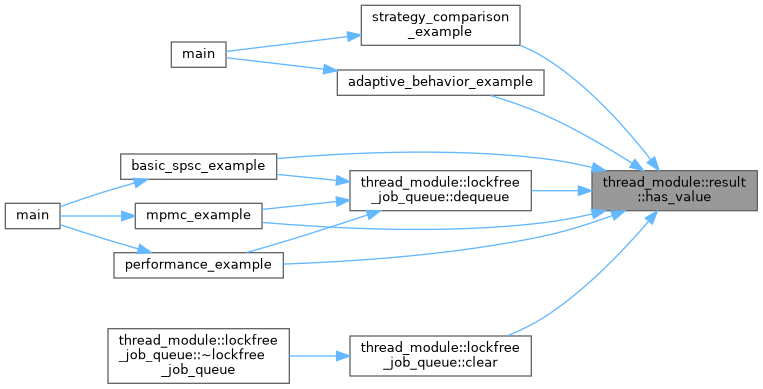 strategy_comparison
_example
main
adaptive_behavior_example
basic_spsc_example
thread_module::lockfree
_job_queue::dequeue
thread_module::result
::has_value
main
mpmc_example
performance_example
thread_module::lockfree
_job_queue::~lockfree
_job_queue
thread_module::lockfree
_job_queue::clear